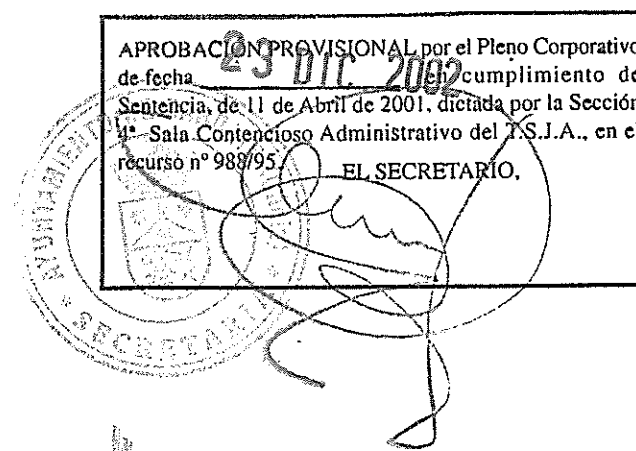 APROBACIÓN PROVISIONAL por el Pleno Corporativo
de fecha 23 DIC. 2002 en cumplimiento de
Sentencia, de 11 de Abril de 2001, dictada por la Sección
4ª Sala Contencioso Administrativo del T.S.J.A., en el
recurso nº 988/95.
EL SECRETARIO,
AYUNTAMIENTO
* SECRETARIA *